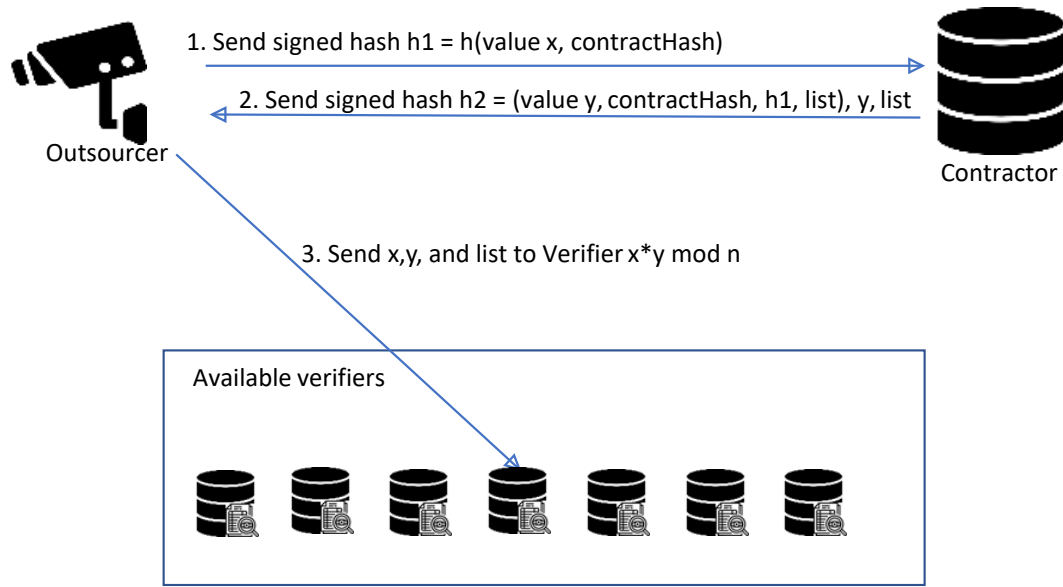 1. Send signed hash h1 = h(value x, contractHash)
2. Send signed hash h2 = (value y, contractHash, h1, list), y, list
Outsourcer
Contractor
3. Send x,y, and list to Verifier x*y mod n
Available verifiers